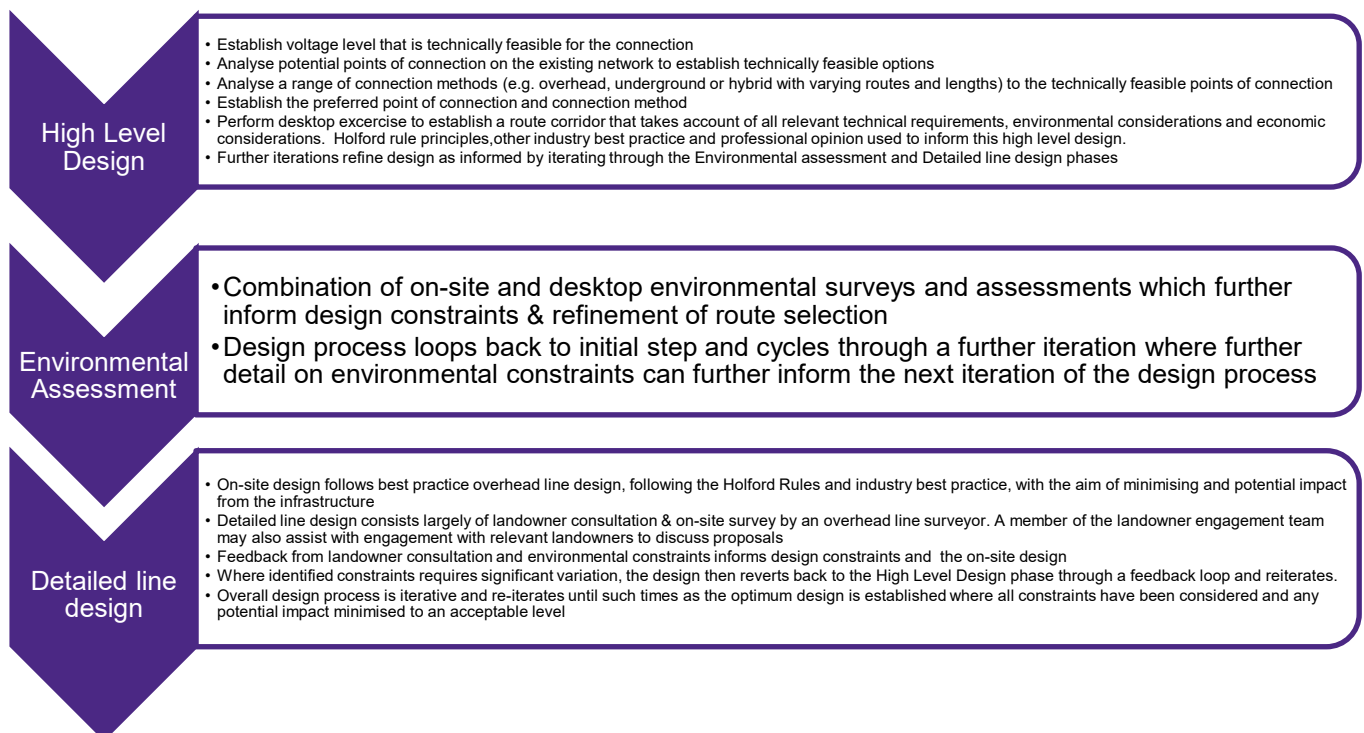 High Level
Design
• Establish voltage level that is technically feasible for the connection
• Analyse potential points of connection on the existing network to establish technically feasible options
• Analyse a range of connection methods (e.g. overhead, underground or hybrid with varying routes and lengths) to the technically feasible points of connection
• Establish the preferred point of connection and connection method
• Perform desktop excercise to establish a route corridor that takes account of all relevant technical requirements, environmental considerations and economic
considerations. Holford rule principles,other industry best practice and professional opinion used to inform this high level design.
• Further iterations refine design as informed by iterating through the Environmental assessment and Detailed line design phases
Environmental
Assessment
•Combination of on-site and desktop environmental surveys and assessments which further
inform design constraints & refinement of route selection
•Design process loops back to initial step and cycles through a further iteration where further
detail on environmental constraints can further inform the next iteration of the design process
Detailed line
design
• On-site design follows best practice overhead line design, following the Holford Rules and industry best practice, with the aim of minimising and potential impact
from the infrastructure
• Detailed line design consists largely of landowner consultation & on-site survey by an overhead line surveyor. A member of the landowner engagement team
may also assist with engagement with relevant landowners to discuss proposals
• Feedback from landowner consultation and environmental constraints informs design constraints and the on-site design
• Where identified constraints requires significant variation, the design then reverts back to the High Level Design phase through a feedback loop and reiterates.
• Overall design process is iterative and re-iterates until such times as the optimum design is established where all constraints have been considered and any
potential impact minimised to an acceptable level